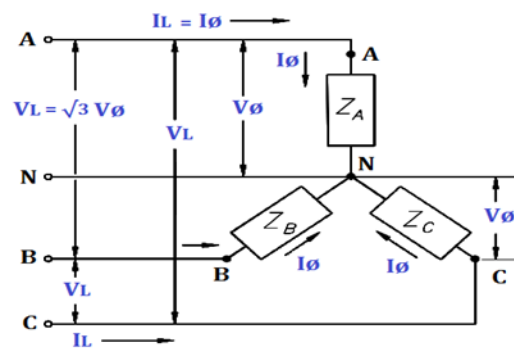 IL = IØ
A
A
IØ
VL = √3 VØ
VL
VØ
ZA
N
N
ZB
ZC
VØ
B
B
IØ
IØ
C
VL
C
IL